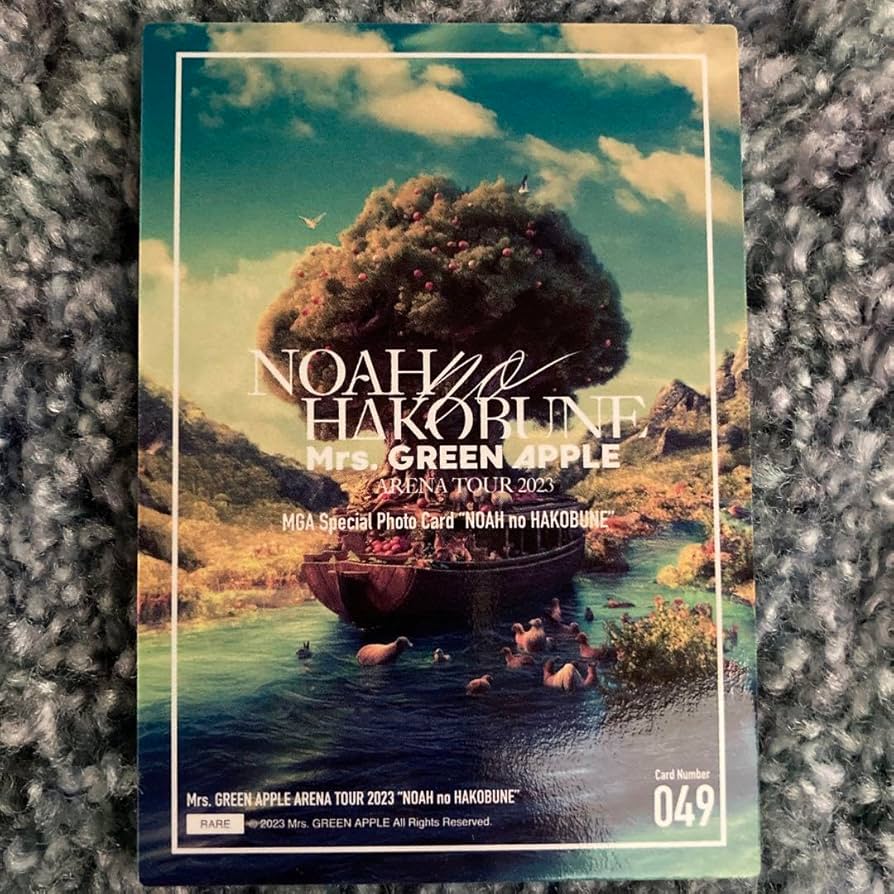 NOAH no
HAKOBUNE
Mrs. GREEN APPLE
ARENA TOUR 2023
MGA Special Photo Card "NOAH no HAKOBUNE"
Card Number
049
Mrs. GREEN APPLE ARENA TOUR 2023 "NOAH no HAKOBUNE"
RARE © 2023 Mrs. GREEN APPLE All Rights Reserved.